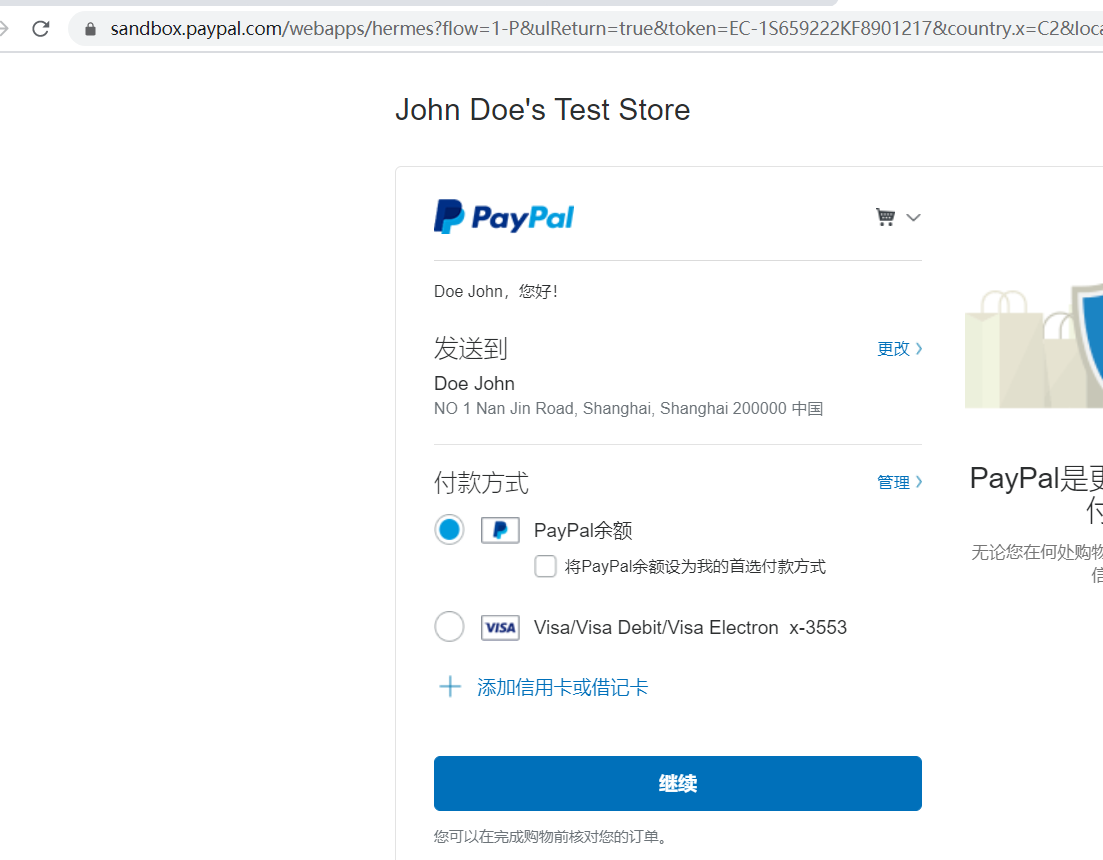 sandbox.paypal.com/webapps/hermes?flow=1-P&ulReturn=true&token=EC-1S659222KF8901217&country.x=C2&loca
John Doe's Test Store
PayPal
Doe John，您好！
发送到
更改
Doe John
NO 1 Nan Jin Road, Shanghai, Shanghai 200000 中国
付款方式
管理
PayPal余额
将PayPal余额设为我的首选付款方式
VISA Visa/Visa Debit/Visa Electron x-3553
添加信用卡或借记卡
继续
您可以在完成购物前核对您的订单。
PayPal是更
付
无论您在何处购物
信